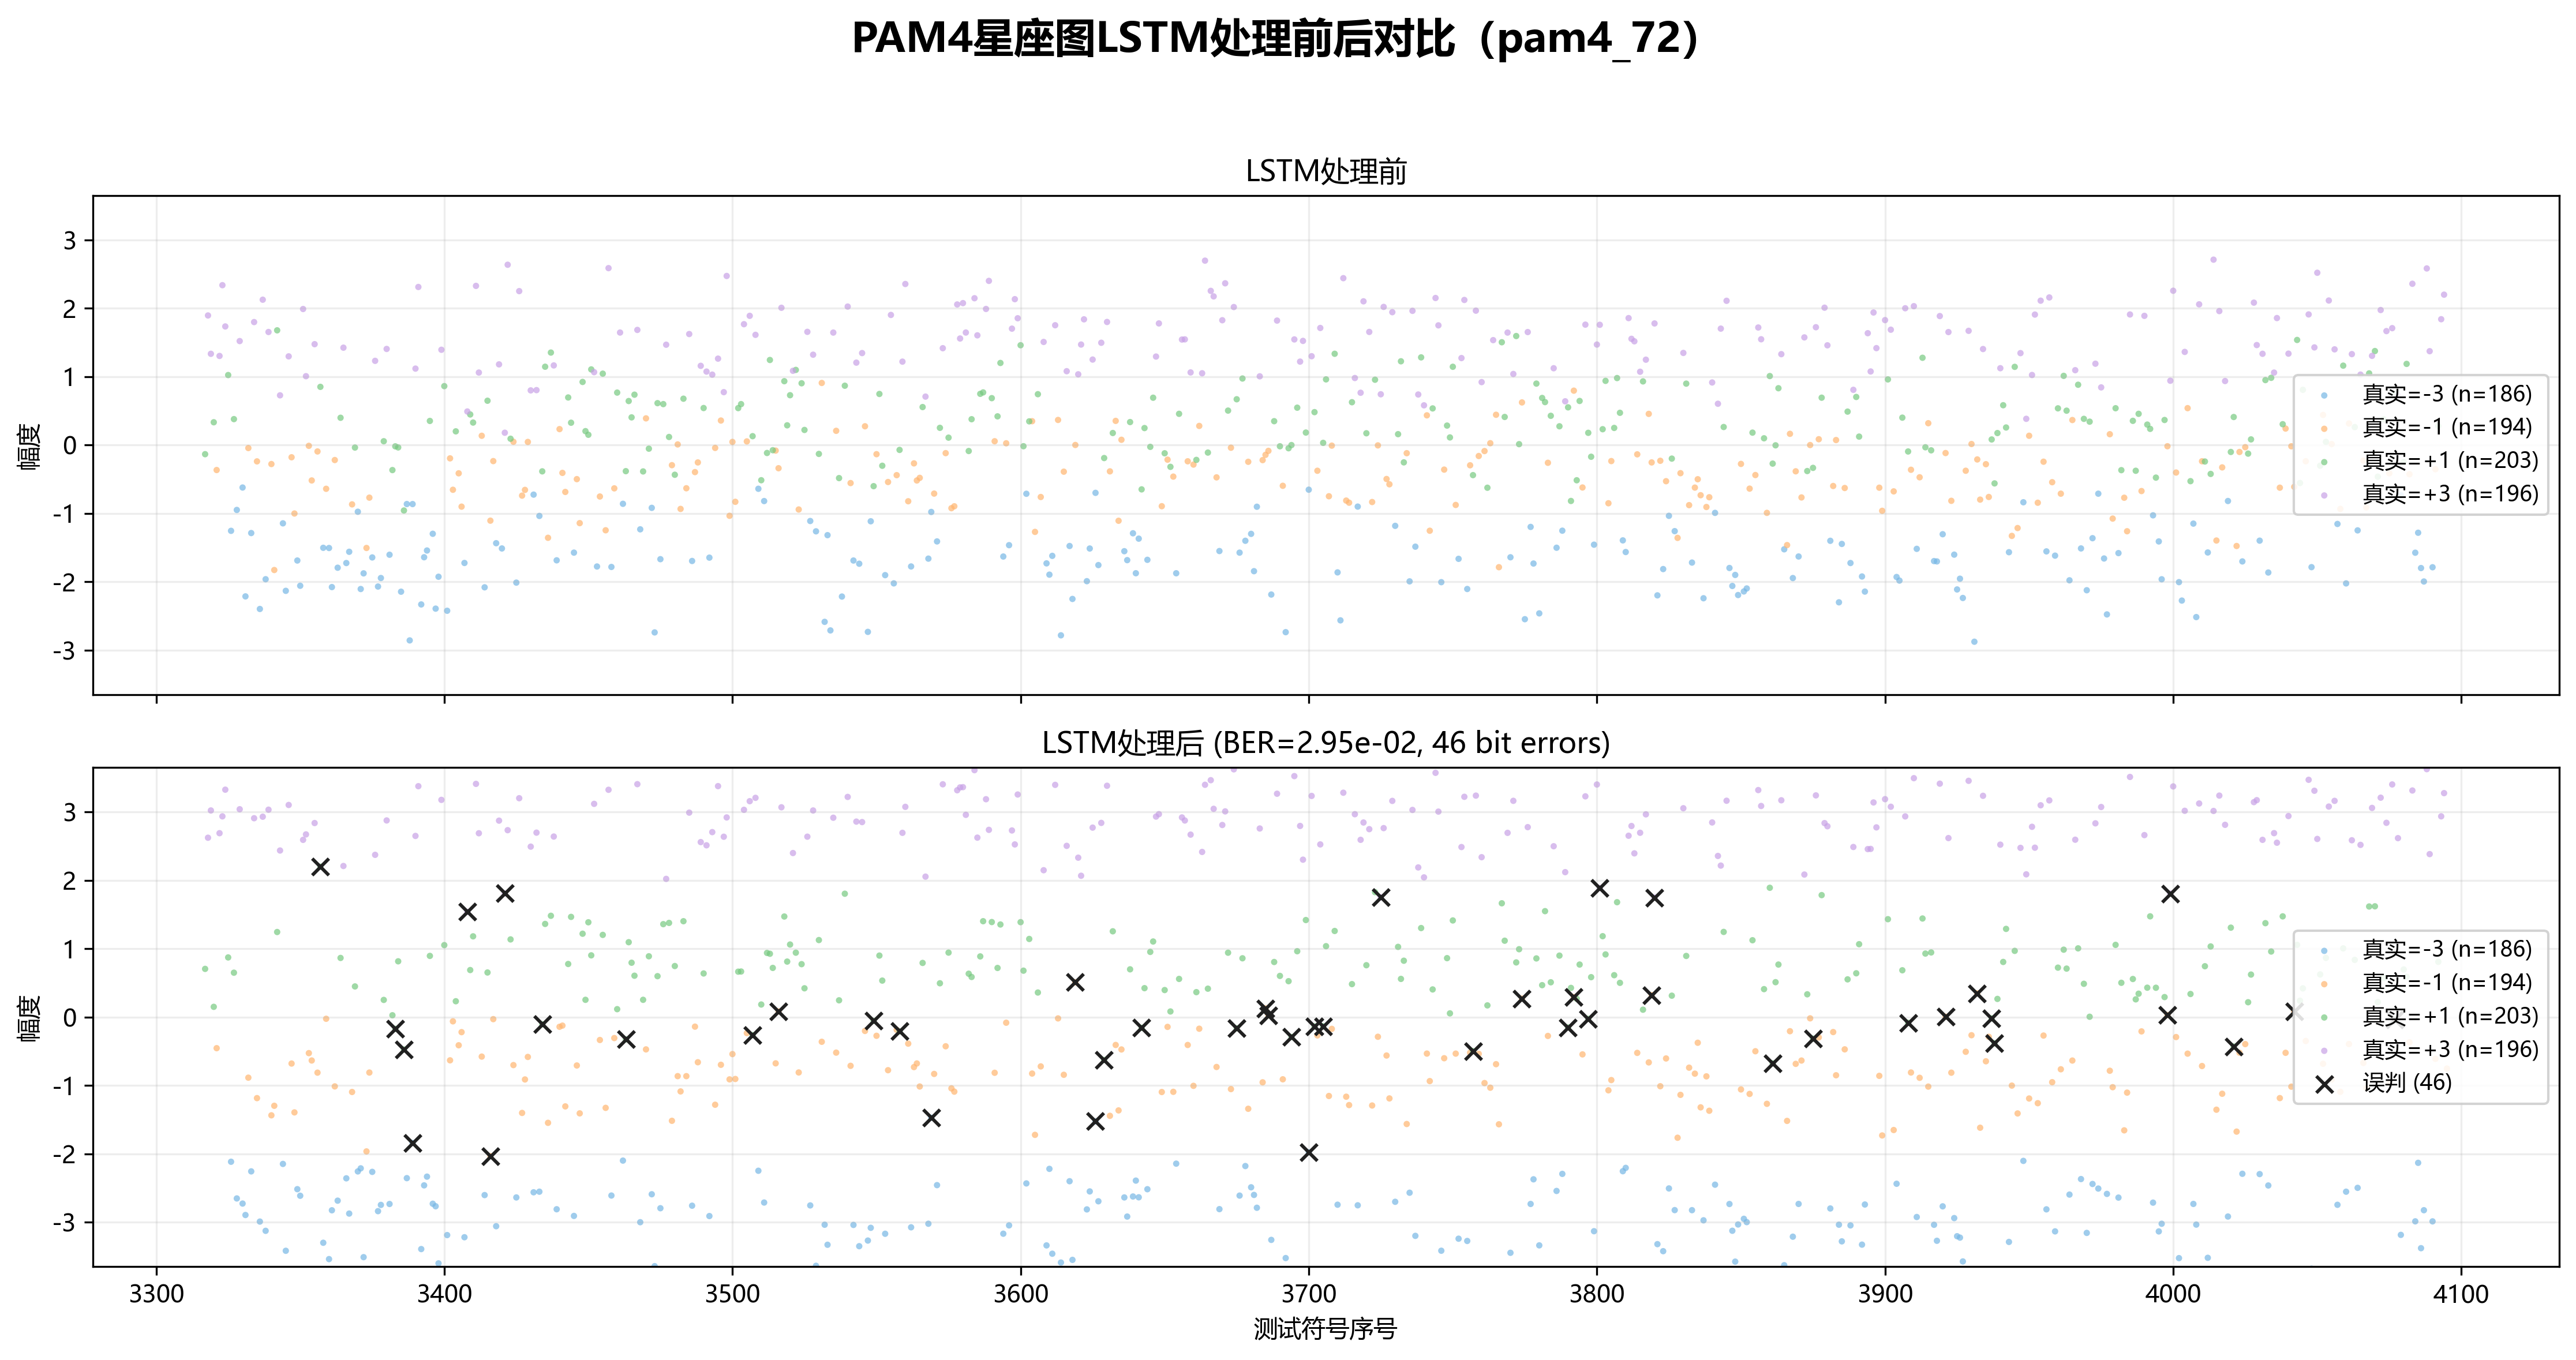 PAM4星座图LSTM处理前后对比（pam4_72）
LSTM处理前
3
2
1
0
-1
-2
-3
幅度
真实=-3 (n=186)
真实=-1 (n=194)
真实=+1 (n=203)
真实=+3 (n=196)
LSTM处理后 (BER=2.95e-02, 46 bit errors)
3
2
1
0
-1
-2
-3
幅度
真实=-3 (n=186)
真实=-1 (n=194)
真实=+1 (n=203)
真实=+3 (n=196)
误判 (46)
3300 3400 3500 3600 3700 3800 3900 4000 4100
测试符号序号